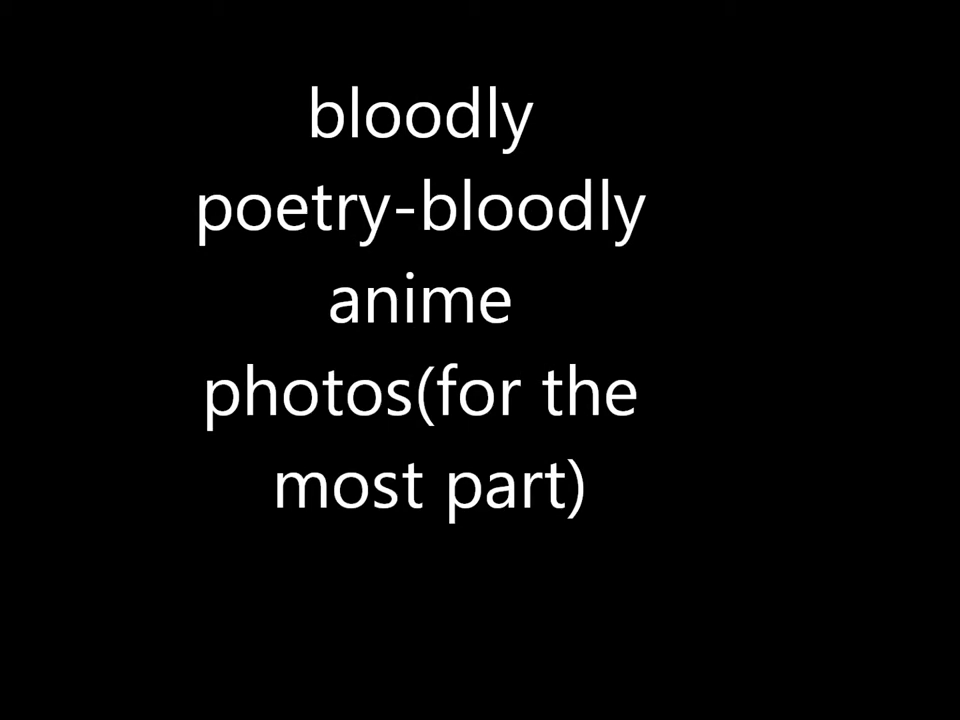 bloodly
poetry-bloodly
anime
photos(for the
most part)